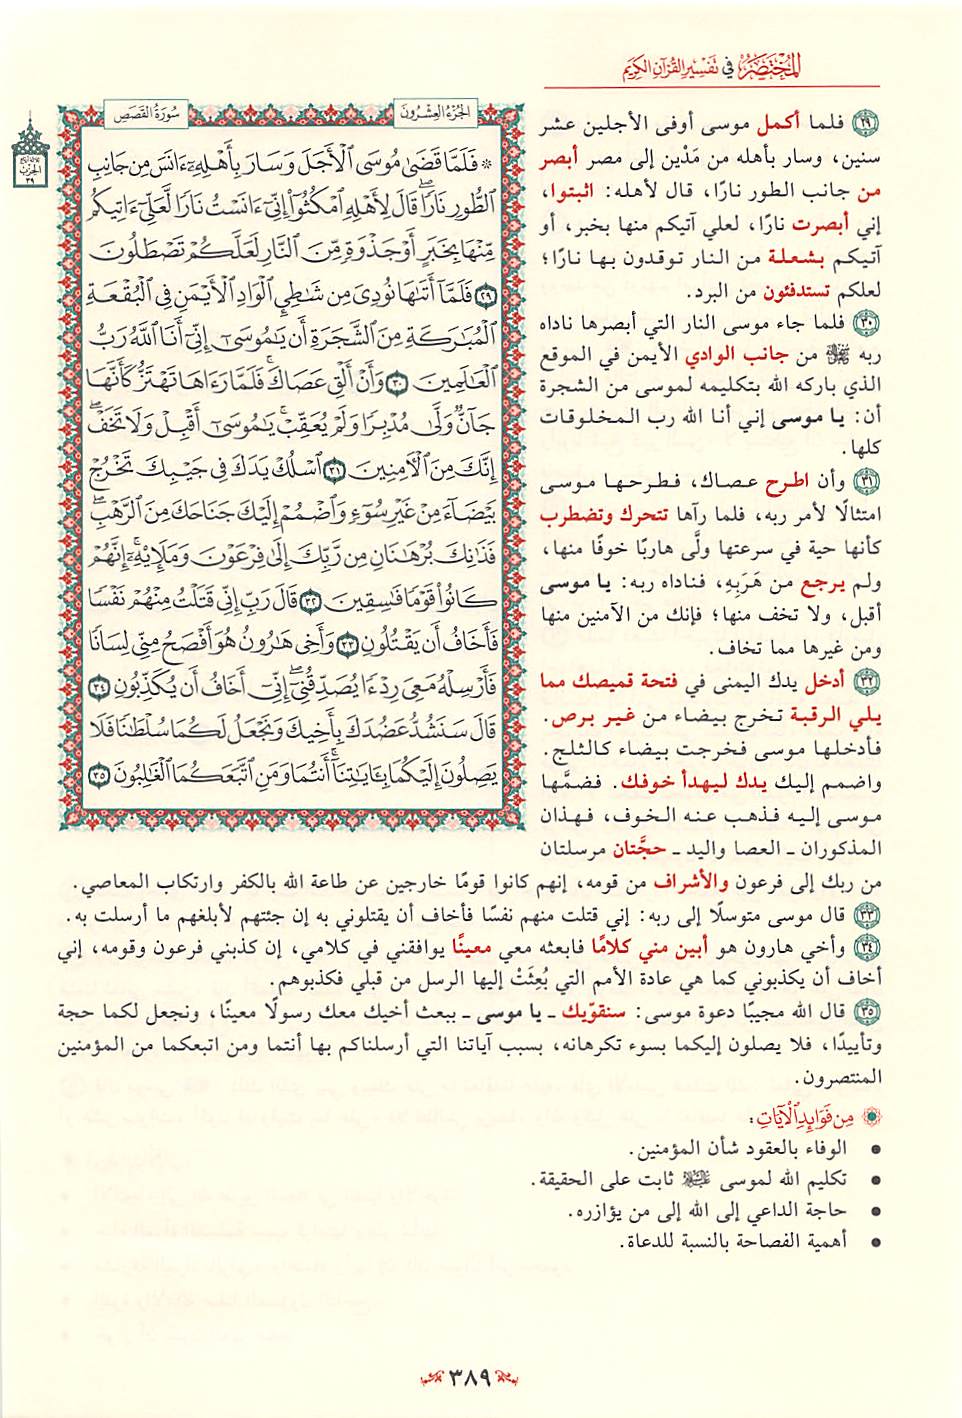 المختصر في تفسير القرآن الكريم
الجزء العشرون
سورة القصص
۞ فَلَمَّا قَضَىٰ مُوسَى ٱلْأَجَلَ وَسَارَ بِأَهْلِهِۦٓ ءَانَسَ مِن جَانِبِ
ٱلطُّورِ نَارًاۖ قَالَ لِأَهْلِهِ ٱمْكُثُوٓا۟ إِنِّىٓ ءَانَسْتُ نَارًا لَّعَلِّىٓ ءَاتِيكُم
مِّنْهَا بِخَبَرٍ أَوْ جَذْوَةٍ مِّنَ ٱلنَّارِ لَعَلَّكُمْ تَصْطَلُونَ
٢٩ فَلَمَّآ أَتَىٰهَا نُودِىَ مِن شَٰطِئِ ٱلْوَادِ ٱلْأَيْمَنِ فِى ٱلْبُقْعَةِ
ٱلْمُبَٰرَكَةِ مِنَ ٱلشَّجَرَةِ أَن يَٰمُوسَىٰٓ إِنِّىٓ أَنَا ٱللَّهُ رَبُّ
ٱلْعَٰلَمِينَ ٣٠ وَأَنْ أَلْقِ عَصَاكَۚ فَلَمَّا رَءَاهَا تَهْتَزُّ كَأَنَّهَا
جَآنٌّ وَلَّىٰ مُدْبِرًا وَلَمْ يُعَقِّبْۚ يَٰمُوسَىٰٓ أَقْبِلْ وَلَا تَخَفْۖ
إِنَّكَ مِنَ ٱلْءَامِنِينَ ٣١ ٱسْلُكْ يَدَكَ فِى جَيْبِكَ تَخْرُجْ
بَيْضَآءَ مِنْ غَيْرِ سُوٓءٍ وَٱضْمُمْ إِلَيْكَ جَنَاحَكَ مِنَ ٱلرَّهْبِۖ
فَذَٰنِكَ بُرْهَٰنَانِ مِن رَّبِّكَ إِلَىٰ فِرْعَوْنَ وَمَلَإِي۟هِۦٓۚ إِنَّهُمْ
كَانُوا۟ قَوْمًا فَٰسِقِينَ ٣٢ قَالَ رَبِّ إِنِّى قَتَلْتُ مِنْهُمْ نَفْسًا
فَأَخَافُ أَن يَقْتُلُونِ ٣٣ وَأَخِى هَٰرُونُ هُوَ أَفْصَحُ مِنِّى لِسَانًا
فَأَرْسِلْهُ مَعِىَ رِدْءًا يُصَدِّقُنِىٓۖ إِنِّىٓ أَخَافُ أَن يُكَذِّبُونِ ٣٤
قَالَ سَنَشُدُّ عَضُدَكَ بِأَخِيكَ وَنَجْعَلُ لَكُمَا سُلْطَٰنًا فَلَا
يَصِلُونَ إِلَيْكُمَا بِـَٔايَٰتِنَآۚ أَنتُمَا وَمَنِ ٱتَّبَعَكُمَا ٱلْغَٰلِبُونَ ٣٥
٢٩ فلما أكمل موسى أوفى الأجلين عشر
سنين، وسار بأهله من مَدْين إلى مصر أبصر
من جانب الطور نارًا، قال لأهله: اثبتوا،
إني أبصرت نارًا، لعلي آتيكم منها بخبر، أو
آتيكم بشعلة من النار توقدون بها نارًا؛
لعلكم تستدفئون من البرد.
٣٠ فلما جاء موسى النار التي أبصرها ناداه
ربه من جانب الوادي الأيمن في الموقع
الذي باركه الله بتكليمه لموسى من الشجرة
أن: يا موسى إني أنا الله رب المخلوقات
كلها.
٣١ وأن اطرح عصاك، فطرحها موسى
امتثالًا لأمر ربه، فلما رآها تتحرك وتضطرب
كأنها حية في سرعتها ولَّى هاربًا خوفًا منها،
ولم يرجع من هَرَبِهِ، فناداه ربه: يا موسى
أقبل، ولا تخف منها؛ فإنك من الآمنين منها
ومن غيرها مما تخاف.
٣٢ أدخل يدك اليمنى في فتحة قميصك مما
يلي الرقبة تخرج بيضاء من غير برص.
فأدخلها موسى فخرجت بيضاء كالثلج.
واضمم إليك يدك ليهدأ خوفك. فضمَّها
موسى إليه فذهب عنه الخوف، فهذان
المذكوران ـ العصا واليد ـ حجَّتان مرسلتان
من ربك إلى فرعون والأشراف من قومه، إنهم كانوا قومًا خارجين عن طاعة الله بالكفر وارتكاب المعاصي.
٣٣ قال موسى متوسلًا إلى ربه: إني قتلت منهم نفسًا فأخاف أن يقتلوني به إن جئتهم لأبلغهم ما أرسلت به.
٣٤ وأخي هارون هو أبين مني كلامًا فابعثه معي معينًا يوافقني في كلامي، إن كذبني فرعون وقومه، إني
أخاف أن يكذبوني كما هي عادة الأمم التي بُعِثَتْ إليها الرسل من قبلي فكذبوهم.
٣٥ قال الله مجيبًا دعوة موسى: سنقوّيك ـ يا موسى ـ ببعث أخيك معك رسولًا معينًا، ونجعل لكما حجة
وتأييدًا، فلا يصلون إليكما بسوء تكرهانه، بسبب آياتنا التي أرسلناكم بها أنتما ومن اتبعكما من المؤمنين
المنتصرون.
من فوائد الآيات:
• الوفاء بالعقود شأن المؤمنين.
• تكليم الله لموسى ثابت على الحقيقة.
• حاجة الداعي إلى الله إلى من يؤازره.
• أهمية الفصاحة بالنسبة للدعاة.
٣٨٩